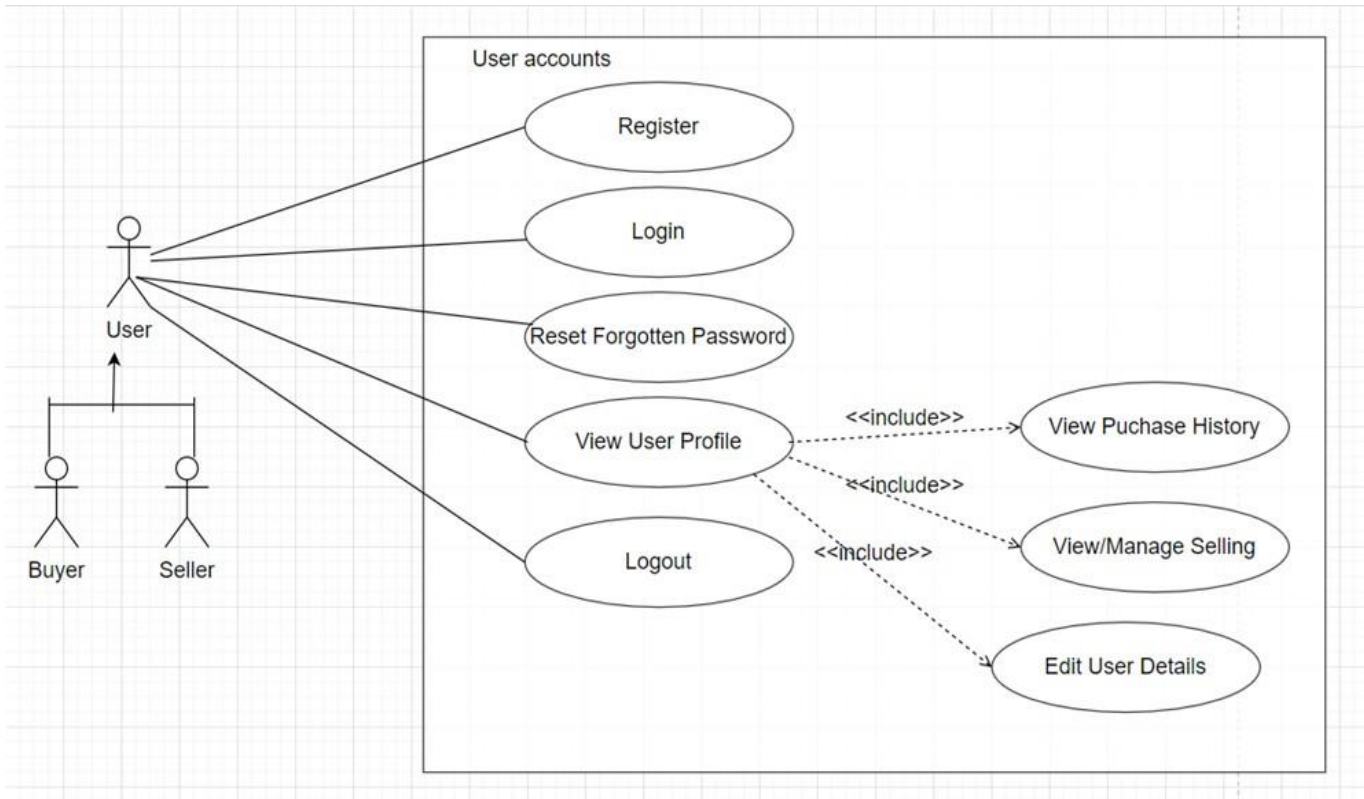 User accounts
Register
Login
Reset Forgotten Password
View User Profile
Logout
User
Buyer
Seller
<<include>>
<<include>>
<<include>>
View Puchase History
View/Manage Selling
Edit User Details